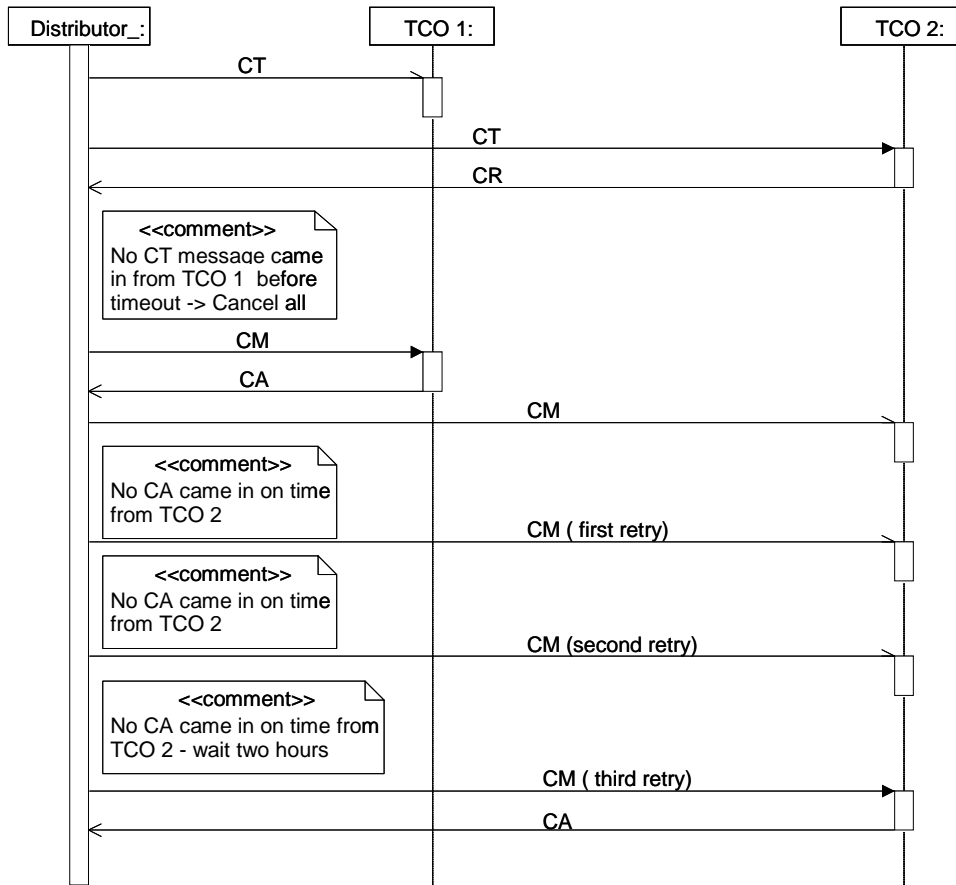 Distributor_:
TCO 1:
TCO 2:
CT
CT
CR
<<comment>>
No CT message came
in from TCO 1 before
timeout -> Cancel all
CM
CA
CM
<<comment>>
No CA came in on time
from TCO 2
CM ( first retry)
<<comment>>
No CA came in on time
from TCO 2
CM (second retry)
<<comment>>
No CA came in on time from
TCO 2 - wait two hours
CM ( third retry)
CA